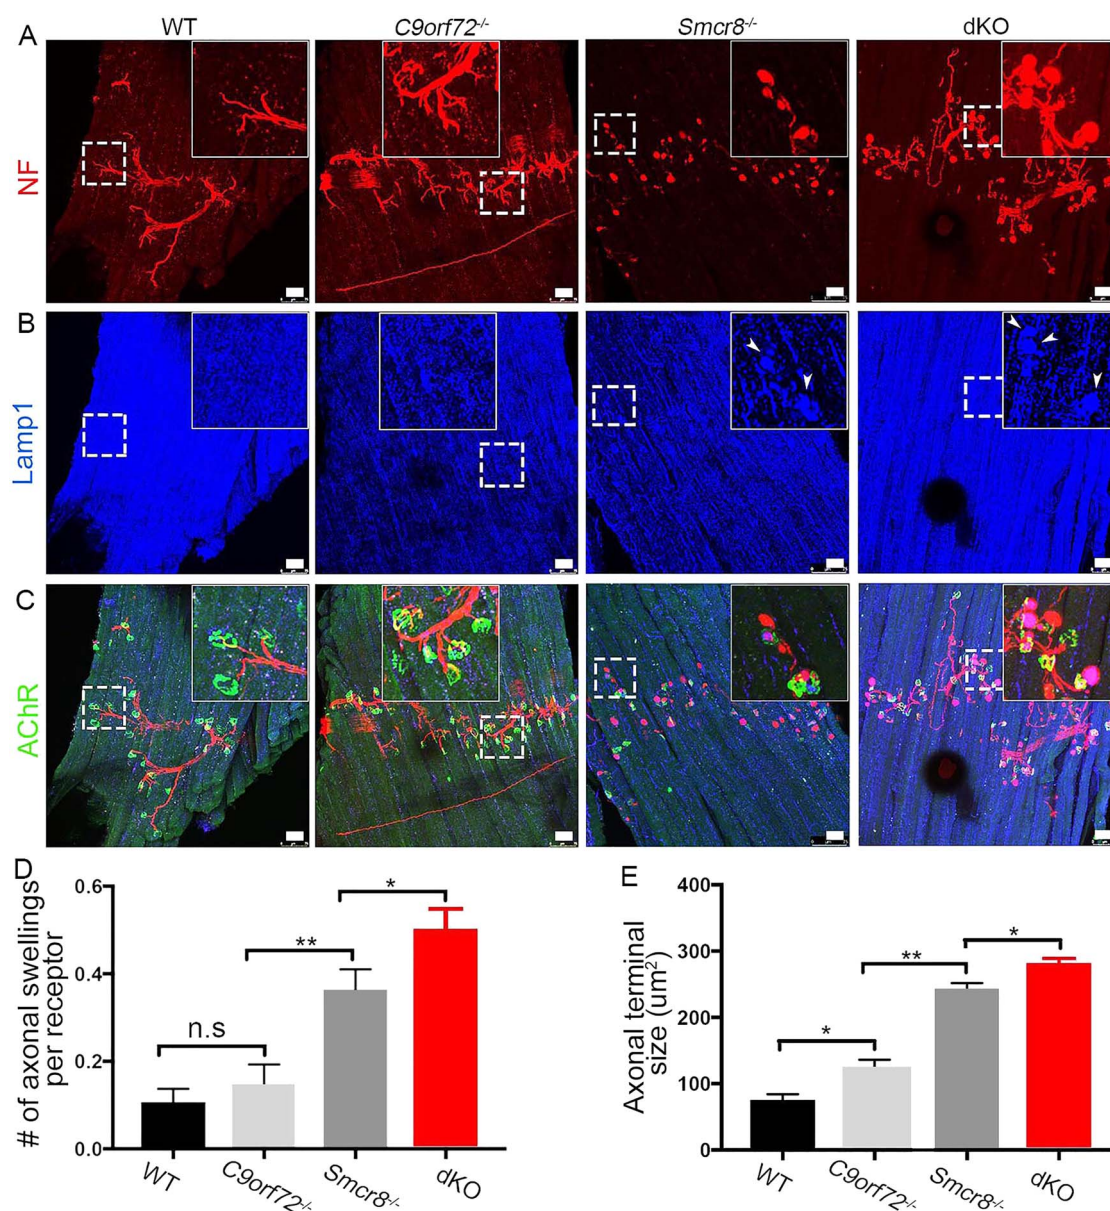 WT C9orf72-/- Smcr8-/- dKO
A
NF
B
Lamp1
C
AChR
D
# of axonal swellings
per receptor
0.6
0.4
0.2
0.0
n.s
**
*
WT C9orf72-/- Smcr8-/- dKO
E
Axonal terminal
size (um²)
400
300
200
100
0
*
**
*
WT C9orf72-/- Smcr8-/- dKO